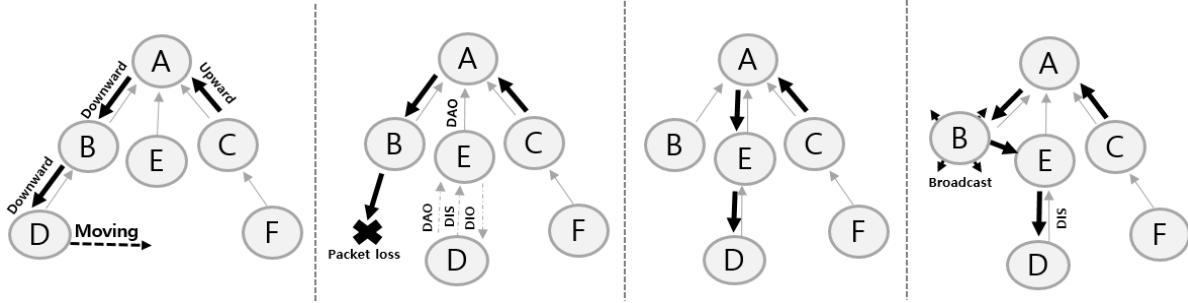 A
Downward
Upward
B
E
C
Downward
D
Moving
F
A
DAO
B
E
C
DAO
DIS
DIO
Packet loss
D
F
A
B
E
C
D
F
A
B
E
C
Broadcast
DIS
D
F